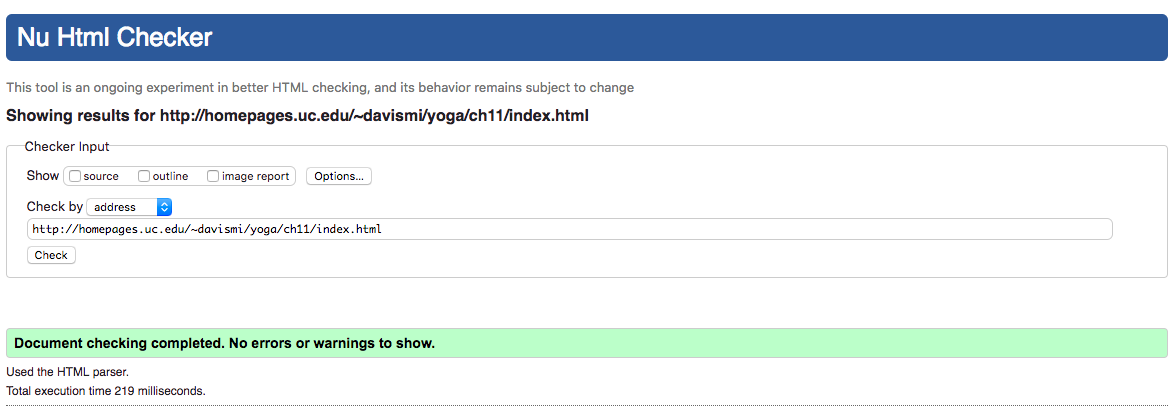 Nu Html Checker
This tool is an ongoing experiment in better HTML checking, and its behavior remains subject to change
Showing results for http://homepages.uc.edu/~davismi/yoga/ch11/index.html
Checker Input
Show source outline image report Options...
Check by address
http://homepages.uc.edu/~davismi/yoga/ch11/index.html
Check
Document checking completed. No errors or warnings to show.
Used the HTML parser.
Total execution time 219 milliseconds.